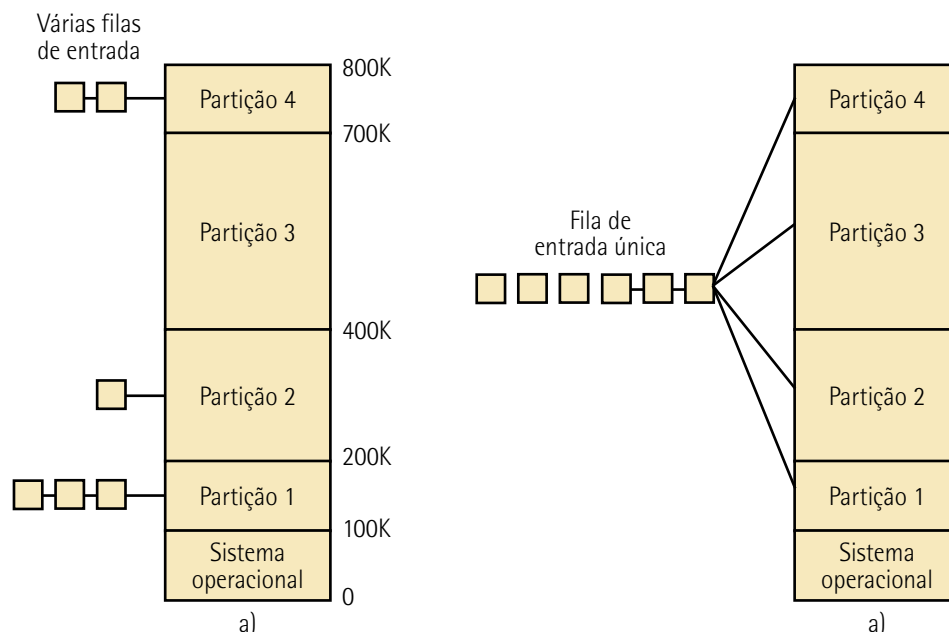 Várias filas
de entrada
800K
Partição 4
700K
Partição 3
400K
Partição 2
200K
Partição 1
100K
Sistema
operacional
0
a)
Fila de
entrada única
Partição 4
Partição 3
Partição 2
Partição 1
Sistema
operacional
a)